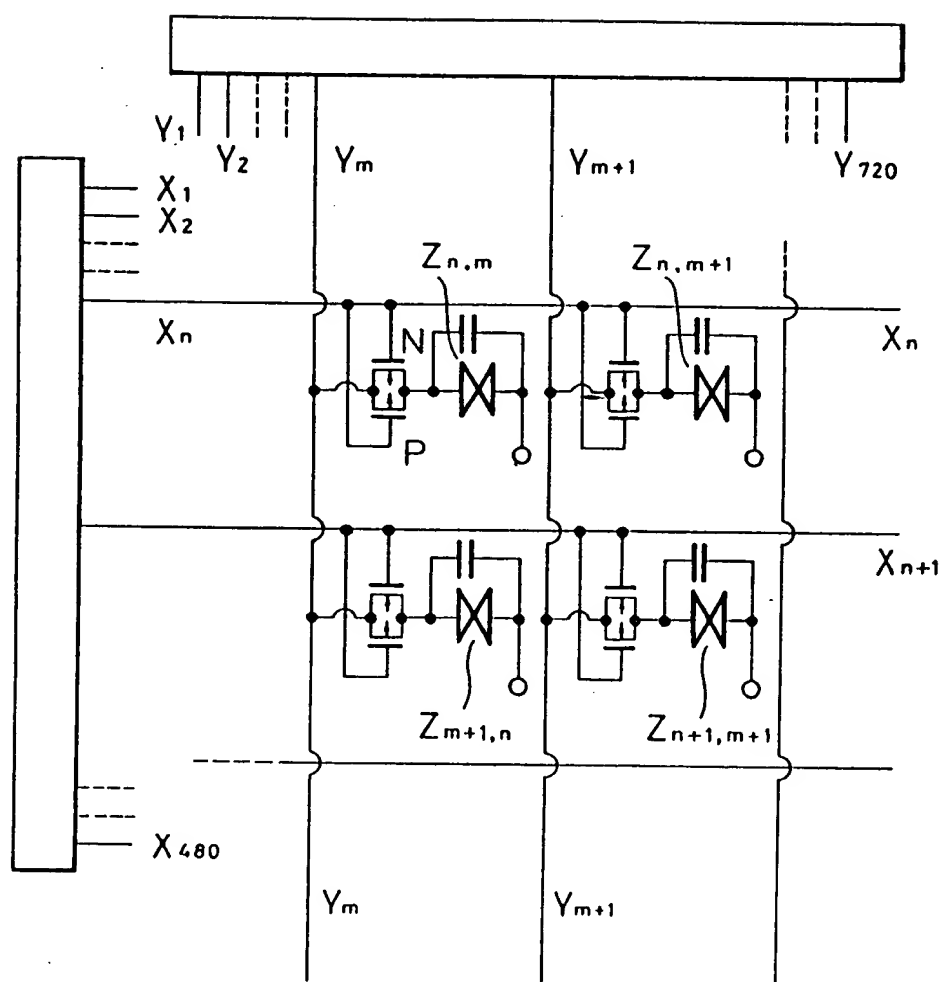 Y1
Y2
Ym
Ym+1
Y720
X1
X2
Zn,m
Zn,m+1
Xn
N
Xn
P
Xn+1
Zm+1,n
Zn+1,m+1
X480
Ym
Ym+1